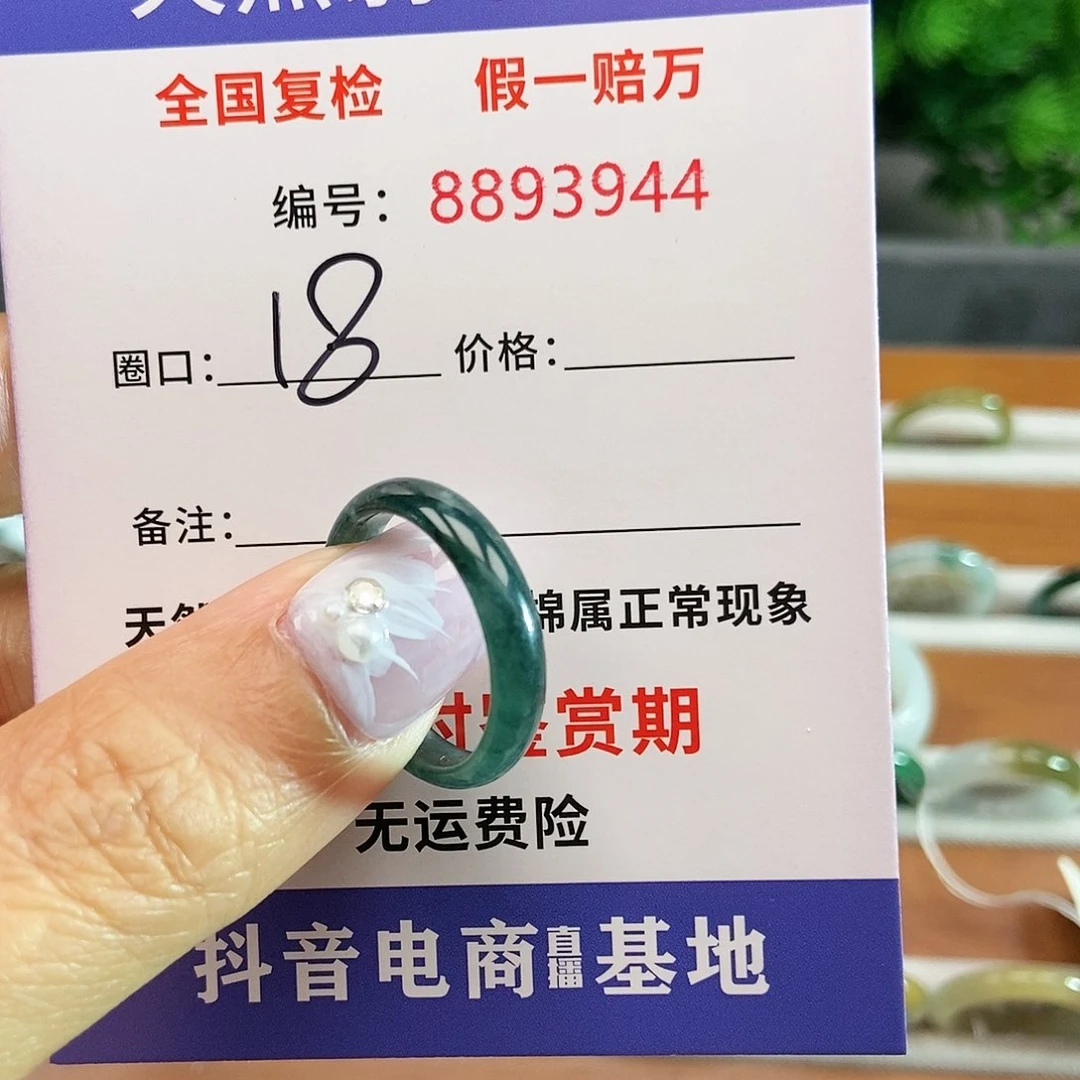 全国复检 假一赔万
编号：8893944
圈口：18 价格：
备注：
天 棉属正常现象
赏期
无运费险
抖音电商直播基地